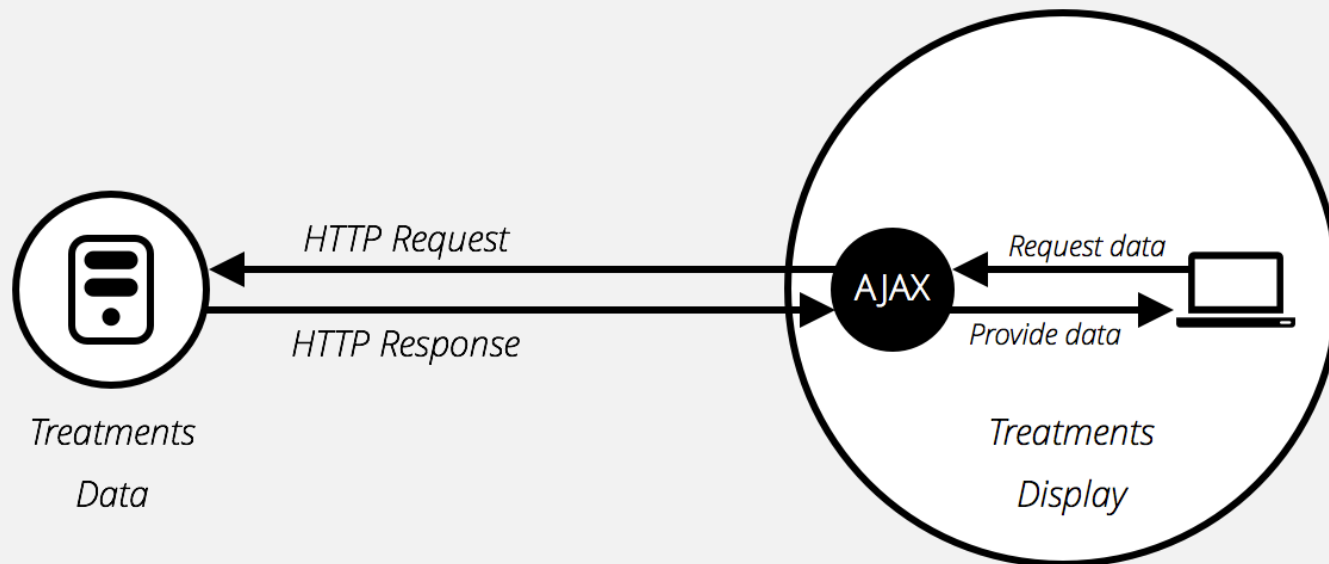 HTTP Request
HTTP Response
AJAX
Request data
Provide data
Treatments
Data
Treatments
Display